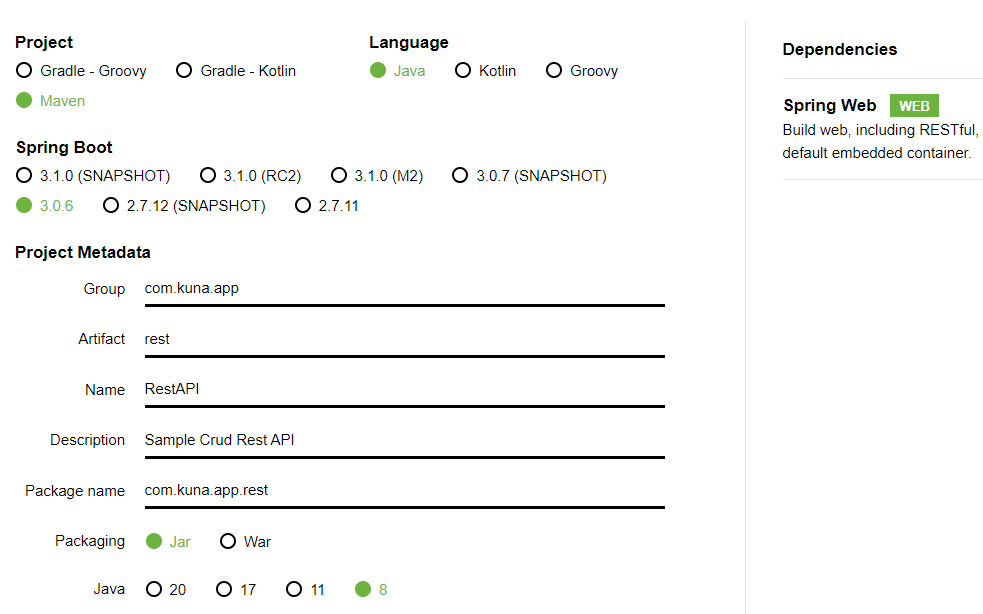 Project
Language
Dependencies
Gradle - Groovy Gradle - Kotlin
Java Kotlin Groovy
Maven
Spring Web WEB
Build web, including RESTful,
default embedded container.
Spring Boot
3.1.0 (SNAPSHOT) 3.1.0 (RC2) 3.1.0 (M2) 3.0.7 (SNAPSHOT)
3.0.6 2.7.12 (SNAPSHOT) 2.7.11
Project Metadata
Group com.kuna.app
Artifact rest
Name RestAPI
Description Sample Crud Rest API
Package name com.kuna.app.rest
Packaging Jar War
Java 20 17 11 8